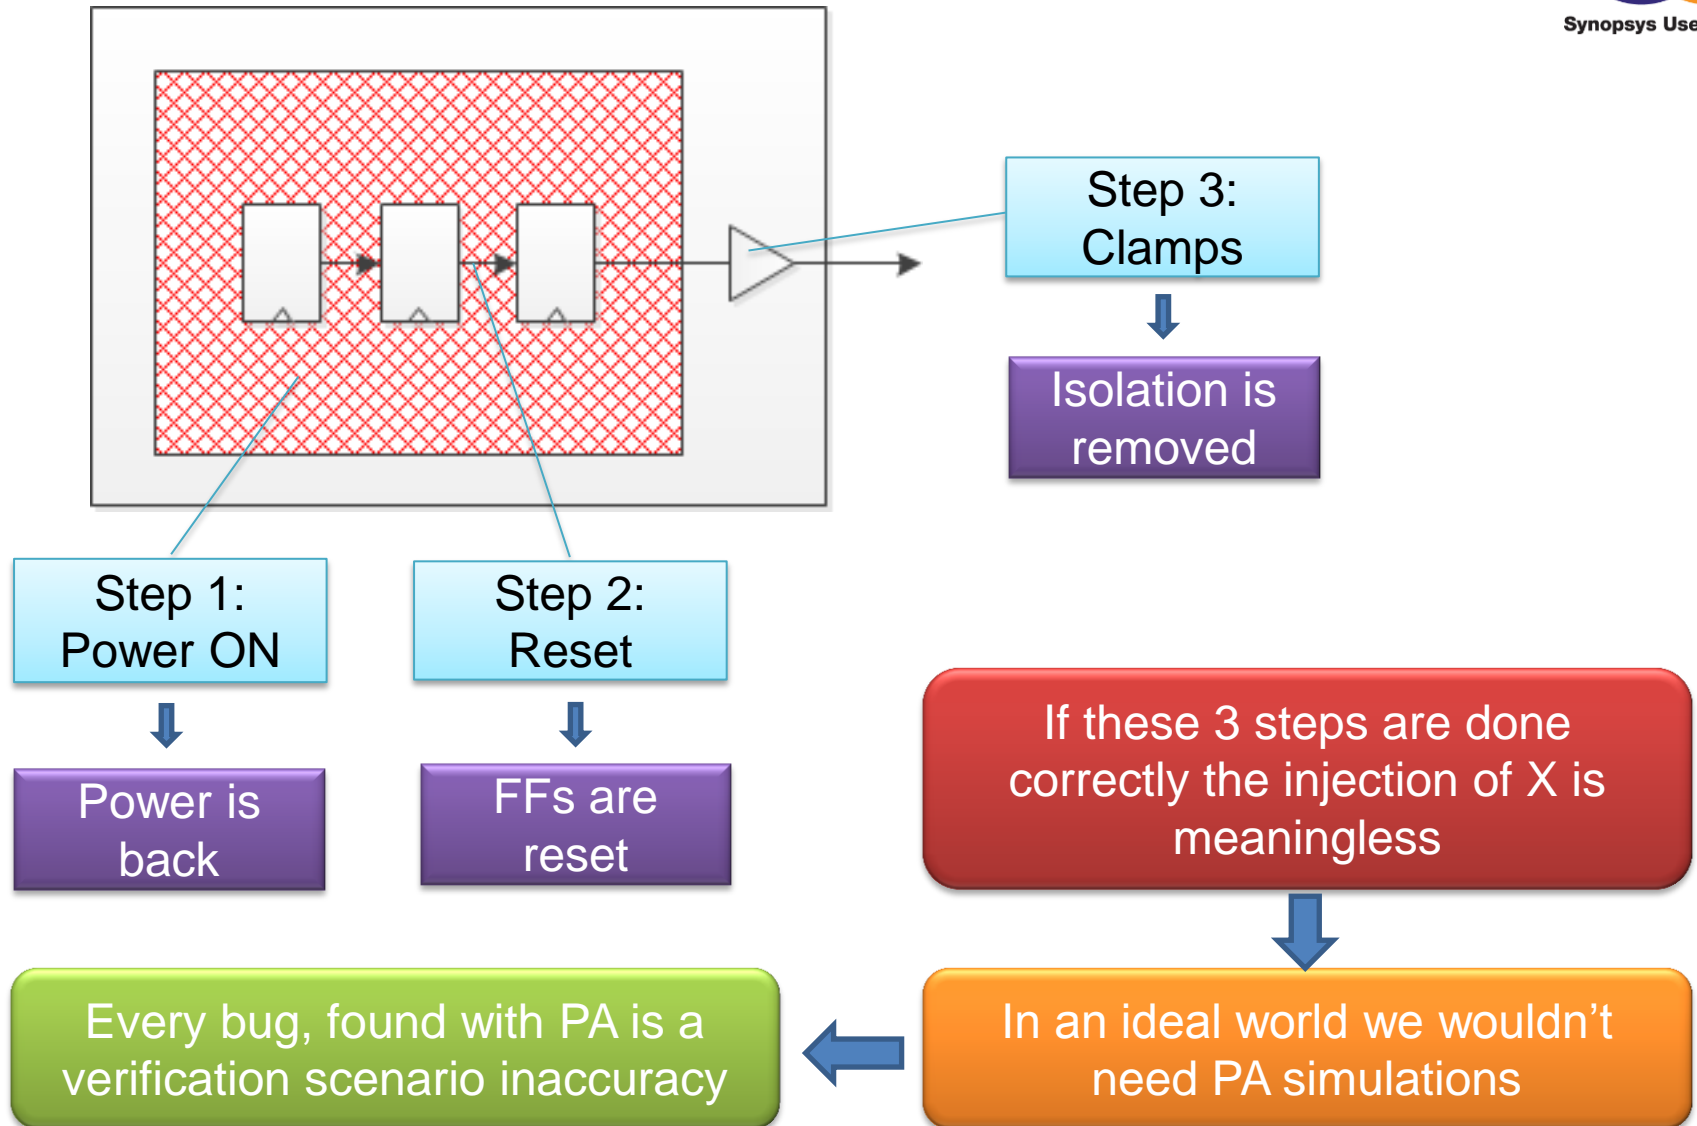 Synopsys Use
Step 3:
Clamps
Isolation is
removed
Step 1:
Power ON
Step 2:
Reset
Power is
back
FFs are
reset
If these 3 steps are done
correctly the injection of X is
meaningless
In an ideal world we wouldn’t
need PA simulations
Every bug, found with PA is a
verification scenario inaccuracy